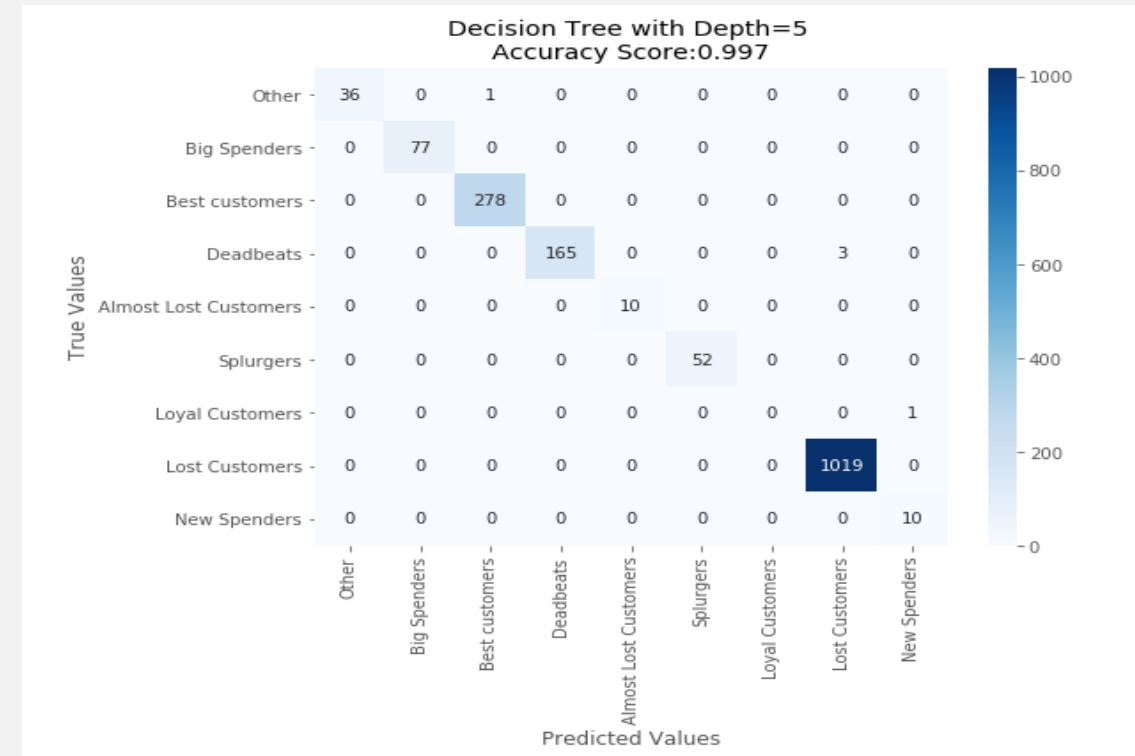 Decision Tree with Depth=5
Accuracy Score:0.997
Other 36 0 1 0 0 0 0 0 0
Big Spenders 0 77 0 0 0 0 0 0 0
Best customers 0 0 278 0 0 0 0 0 0
Deadbeats 0 0 0 165 0 0 0 3 0
Almost Lost Customers 0 0 0 0 10 0 0 0 0
Splurgers 0 0 0 0 0 52 0 0 0
Loyal Customers 0 0 0 0 0 0 0 0 1
Lost Customers 0 0 0 0 0 0 0 1019 0
New Spenders 0 0 0 0 0 0 0 0 10
True Values
Other
Big Spenders
Best customers
Deadbeats
Almost Lost Customers
Splurgers
Loyal Customers
Lost Customers
New Spenders
Predicted Values
1000
800
600
400
200
0